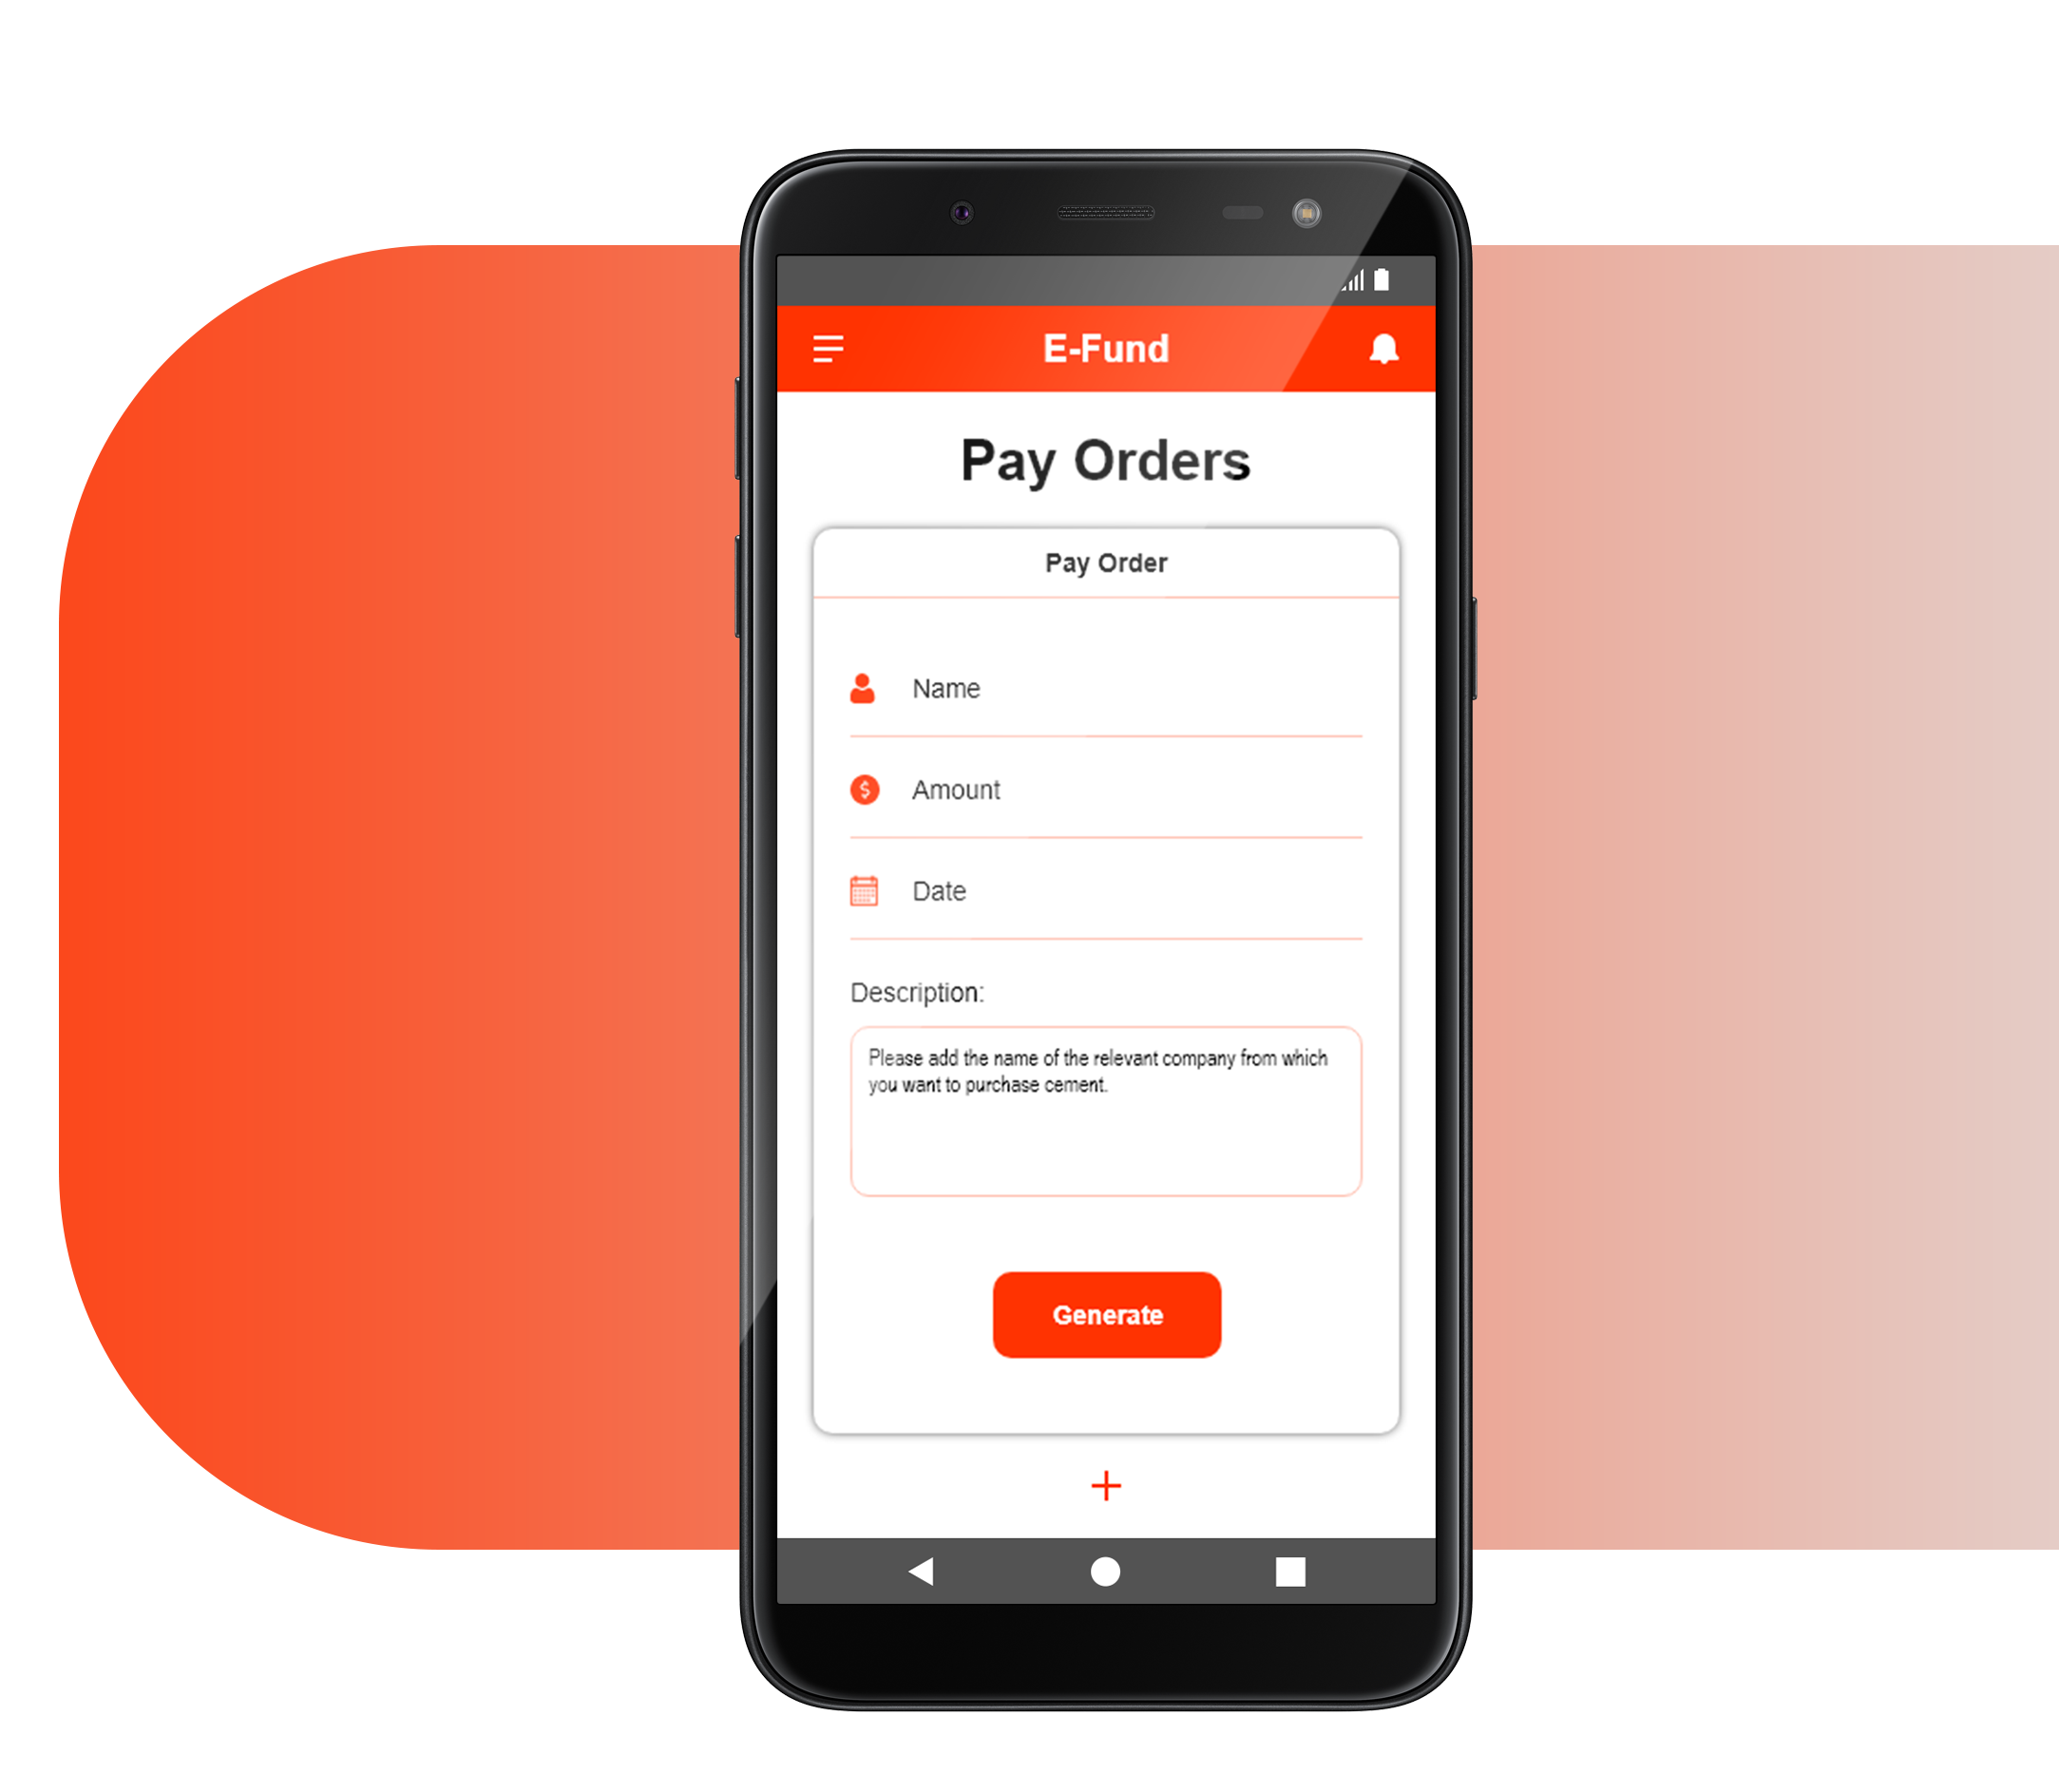 E-Fund
Pay Orders
Pay Order
Name
Amount
Date
Description:
Please add the name of the relevant company from which
you want to purchase cement.
Generate